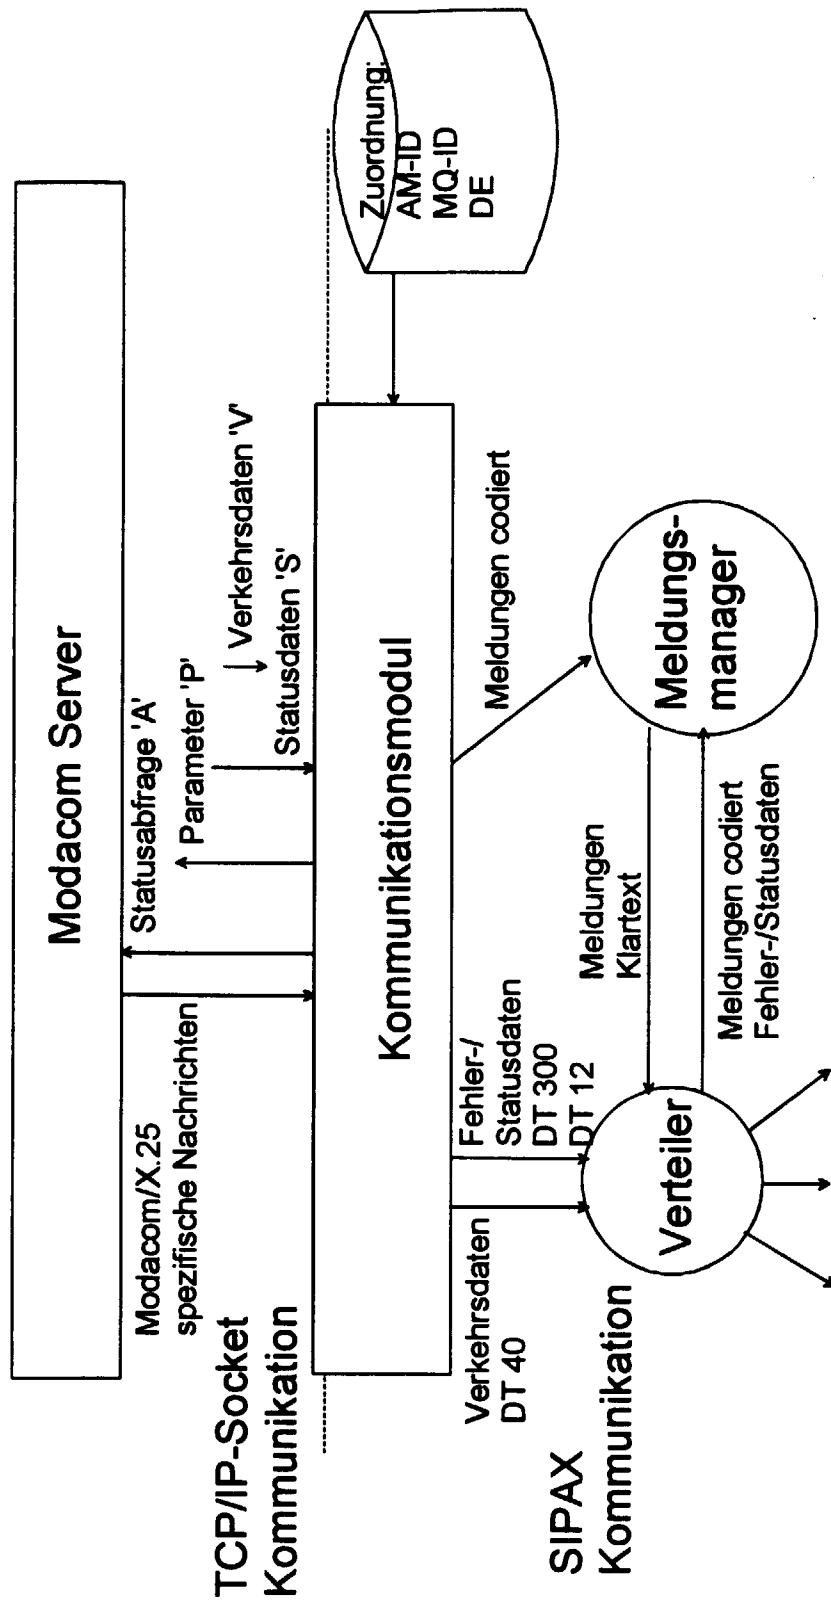 Modacom Server
Modacom/X.25
spezifische Nachrichten
Statusabfrage 'A'
Parameter 'P'
Verkehrsdaten 'V'
Statusdaten 'S'
TCP/IP-Socket
Kommunikation
Kommunikationsmodul
Zuordnung:
AM-ID
MQ-ID
DE
Verkehrsdaten
DT 40
Fehler-/
Statusdaten
DT 300
DT 12
Meldungen codiert
SIPAX
Kommunikation
Verteiler
Meldungen
Klartext
Meldungen codiert
Fehler-/Statusdaten
Meldungs-
manager